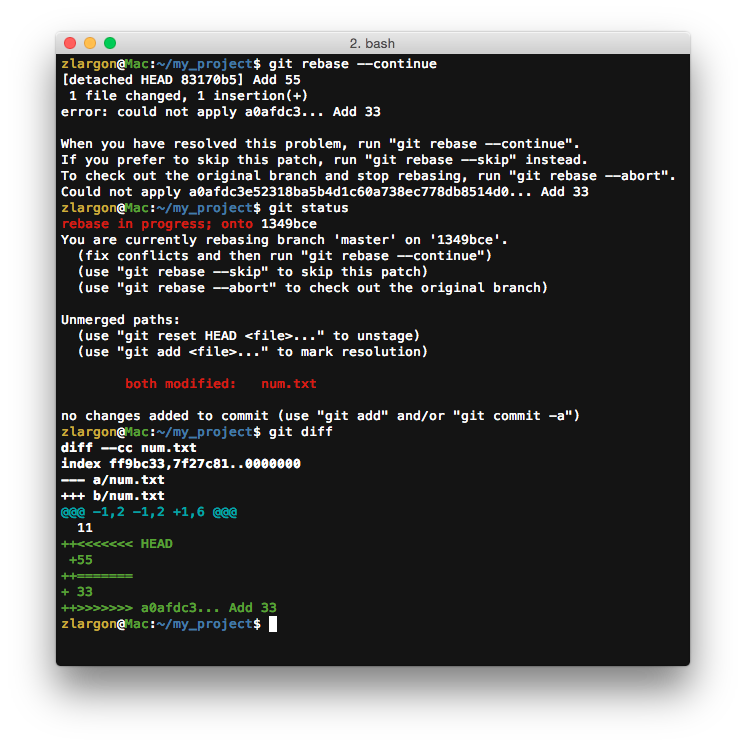 2. bash
zlargon@Mac:~/my_project$ git rebase --continue
[detached HEAD 83170b5] Add 55
 1 file changed, 1 insertion(+)
error: could not apply a0afdc3... Add 33

When you have resolved this problem, run "git rebase --continue".
If you prefer to skip this patch, run "git rebase --skip" instead.
To check out the original branch and stop rebasing, run "git rebase --abort".
Could not apply a0afdc3e52318ba5b4d1c60a738ec778db8514d0... Add 33
zlargon@Mac:~/my_project$ git status
rebase in progress; onto 1349bce
You are currently rebasing branch 'master' on '1349bce'.
  (fix conflicts and then run "git rebase --continue")
  (use "git rebase --skip" to skip this patch)
  (use "git rebase --abort" to check out the original branch)

Unmerged paths:
  (use "git reset HEAD <file>..." to unstage)
  (use "git add <file>..." to mark resolution)

        both modified:   num.txt

no changes added to commit (use "git add" and/or "git commit -a")
zlargon@Mac:~/my_project$ git diff
diff --cc num.txt
index ff9bc33,7f27c81..0000000
--- a/num.txt
+++ b/num.txt
@@@ -1,2 -1,2 +1,6 @@@
  11
++<<<<<<< HEAD
 +55
++=======
+ 33
++>>>>>>> a0afdc3... Add 33
zlargon@Mac:~/my_project$